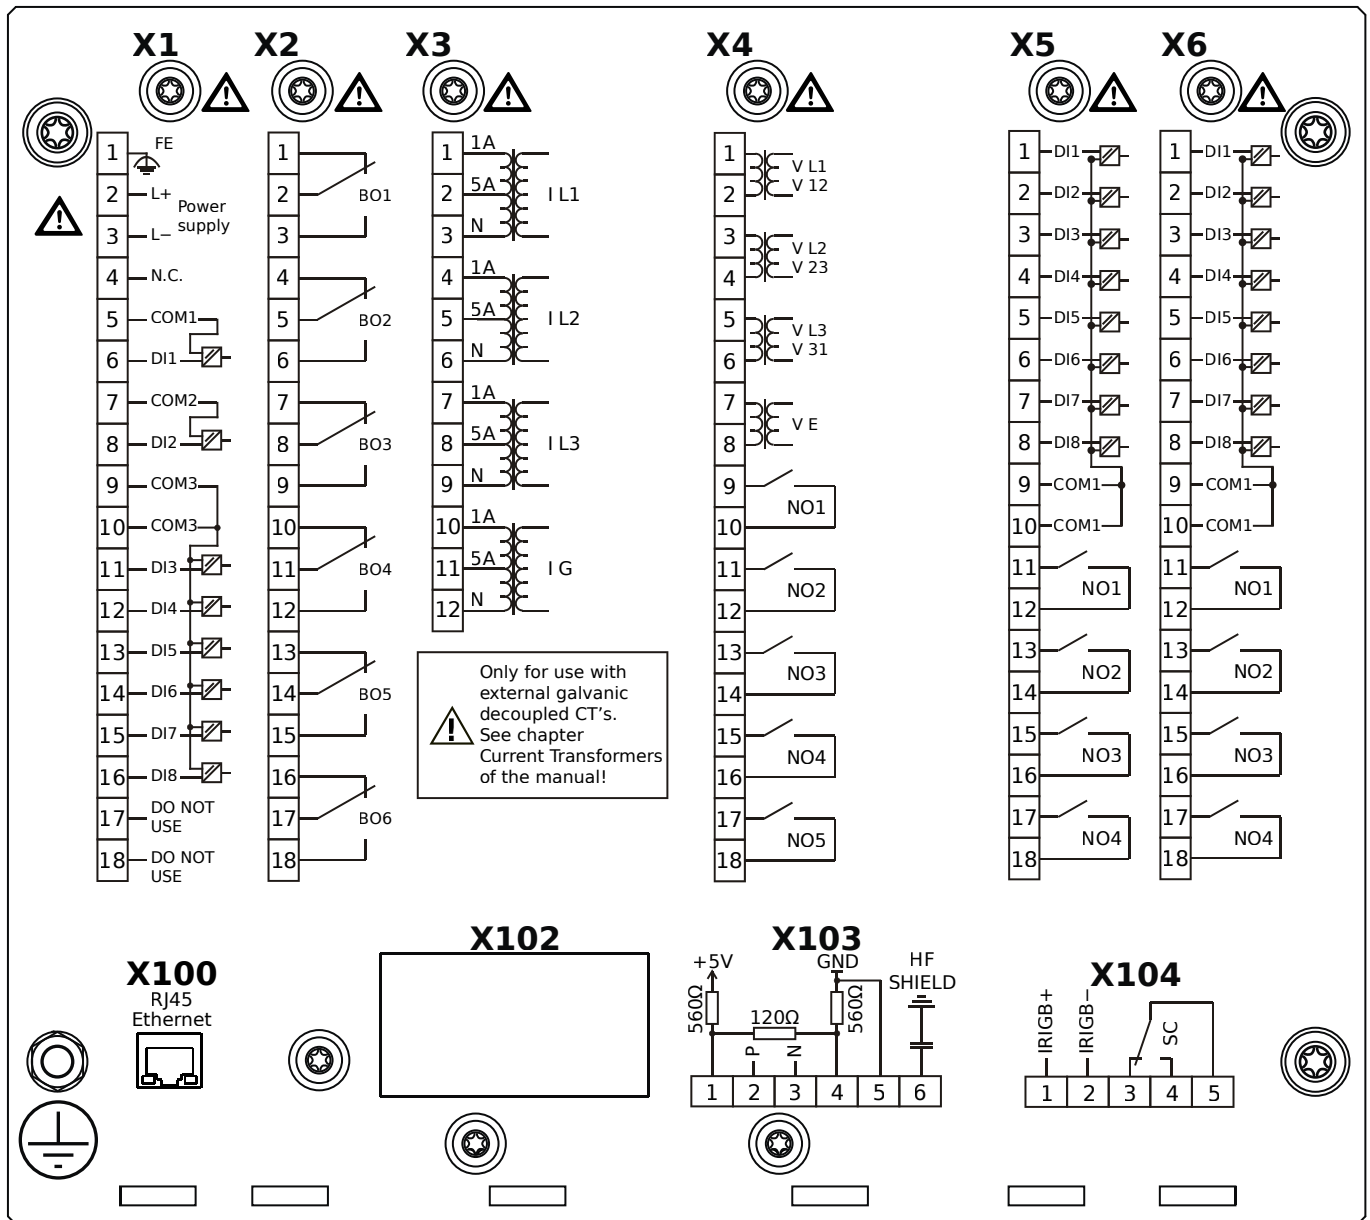 X1 X2 X3 X4 X5 X6
X1
1 FE
2 L+
Power
supply
3 L−
4 N.C.
5 COM1
6 DI1
7 COM2
8 DI2
9 COM3
10 COM3
11 DI3
12 DI4
13 DI5
14 DI6
15 DI7
16 DI8
17 DO NOT
USE
18 DO NOT
USE
1
2 BO1
3
4
5 BO2
6
7
8 BO3
9
10
11 BO4
12
13
14 BO5
15
16
17 BO6
18
1 1A
2 5A I L1
3 N
4 1A
5 5A I L2
6 N
7 1A
8 5A I L3
9 N
10 1A
11 5A I G
12 N
Only for use with
external galvanic
decoupled CT's.
See chapter
Current Transformers
of the manual!
1 V L1
2 V 12
3 V L2
4 V 23
5 V L3
6 V 31
7 V E
8
9
NO1
10
11
NO2
12
13
NO3
14
15
NO4
16
17
NO5
18
1 DI1
2 DI2
3 DI3
4 DI4
5 DI5
6 DI6
7 DI7
8 DI8
9 COM1
10 COM1
11
NO1
12
13
NO2
14
15
NO3
16
17
NO4
18
1 DI1
2 DI2
3 DI3
4 DI4
5 DI5
6 DI6
7 DI7
8 DI8
9 COM1
10 COM1
11
NO1
12
13
NO2
14
15
NO3
16
17
NO4
18
X100
RJ45
Ethernet
X102
X103
+5V GND HF
SHIELD
560Ω 120Ω 560Ω
P N
1 2 3 4 5 6
X104
IRIGB+ IRIGB− SC
1 2 3 4 5